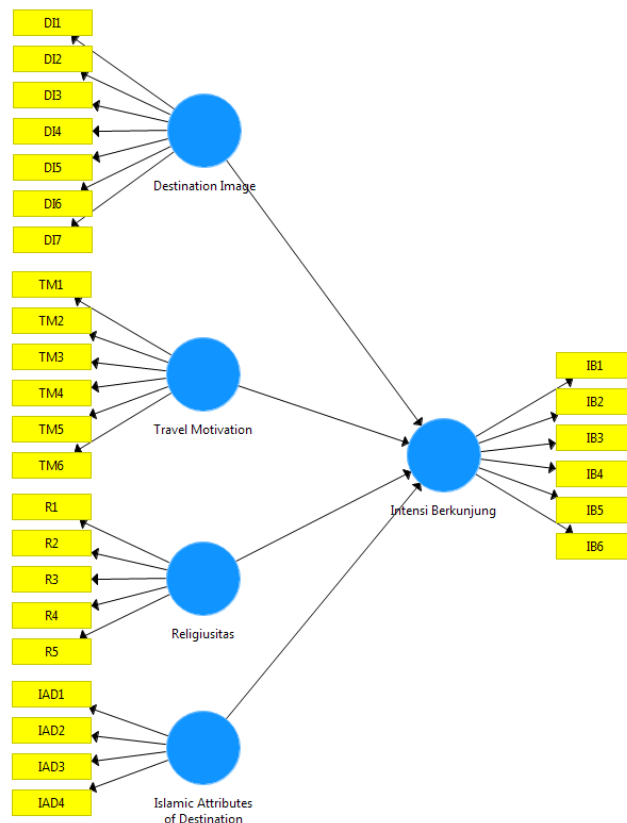 DI1
DI2
DI3
DI4
DI5
DI6
DI7
Destination Image
TM1
TM2
TM3
TM4
TM5
TM6
Travel Motivation
R1
R2
R3
R4
R5
Religiusitas
IAD1
IAD2
IAD3
IAD4
Islamic Attributes
of Destination
Intensi Berkunjung
IB1
IB2
IB3
IB4
IB5
IB6